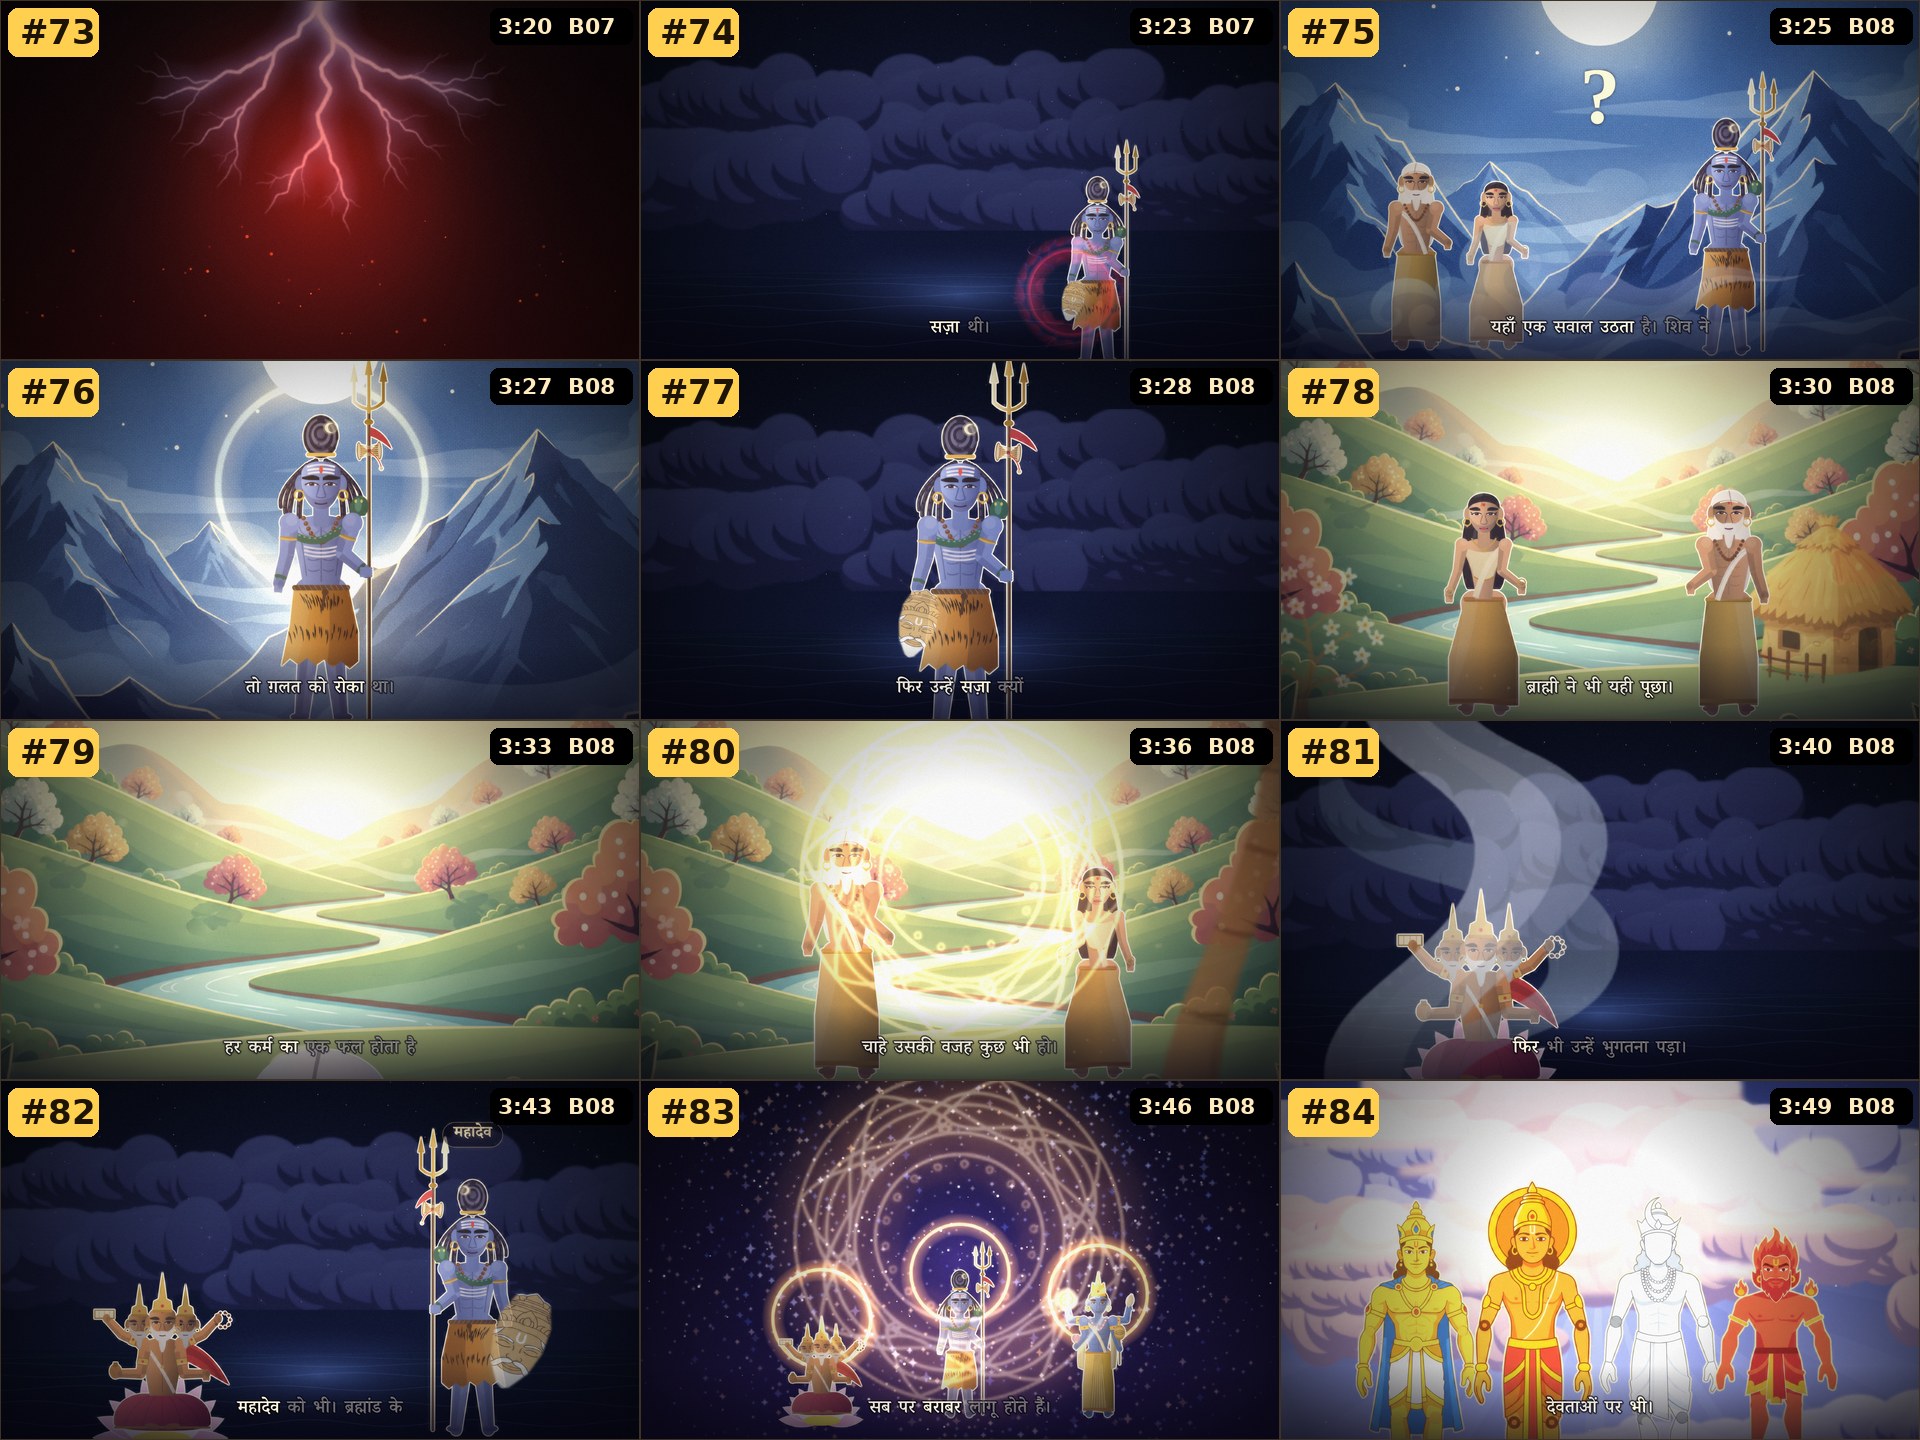 #73
3:20 B07
#74
3:23 B07
सज़ा थी।
#75
3:25 B08
?
यहाँ एक सवाल उठता है। शिव ने
#76
3:27 B08
तो ग़लत को रोका था।
#77
3:28 B08
फिर उन्हें सज़ा क्यों
#78
3:30 B08
ब्राह्मी ने भी यही पूछा।
#79
3:33 B08
हर कर्म का एक फल होता है
#80
3:36 B08
चाहे उसकी वजह कुछ भी हो।
#81
3:40 B08
फिर भी उन्हें भुगतना पड़ा।
#82
3:43 B08
महादेव
महादेव को भी। ब्रह्मांड के
#83
3:46 B08
सब पर बराबर लागू होते हैं।
#84
3:49 B08
देवताओं पर भी।